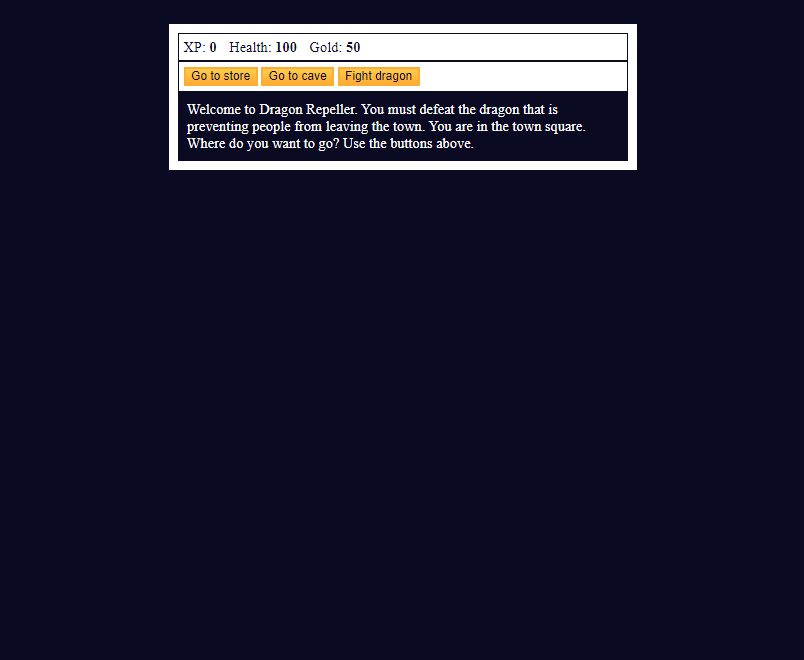 XP: 0 Health: 100 Gold: 50
Go to store Go to cave Fight dragon
Welcome to Dragon Repeller. You must defeat the dragon that is
preventing people from leaving the town. You are in the town square.
Where do you want to go? Use the buttons above.